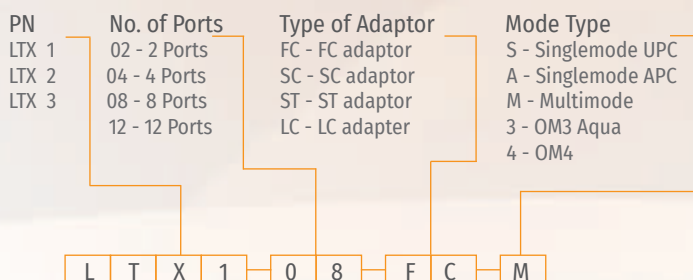 PN No. of Ports Type of Adaptor Mode Type
LTX 1 02 - 2 Ports FC - FC adaptor S - Singlemode UPC
LTX 2 04 - 4 Ports SC - SC adaptor A - Singlemode APC
LTX 3 08 - 8 Ports ST - ST adaptor M - Multimode
12 - 12 Ports LC - LC adapter 3 - OM3 Aqua
4 - OM4
L T X 1 0 8 F C M